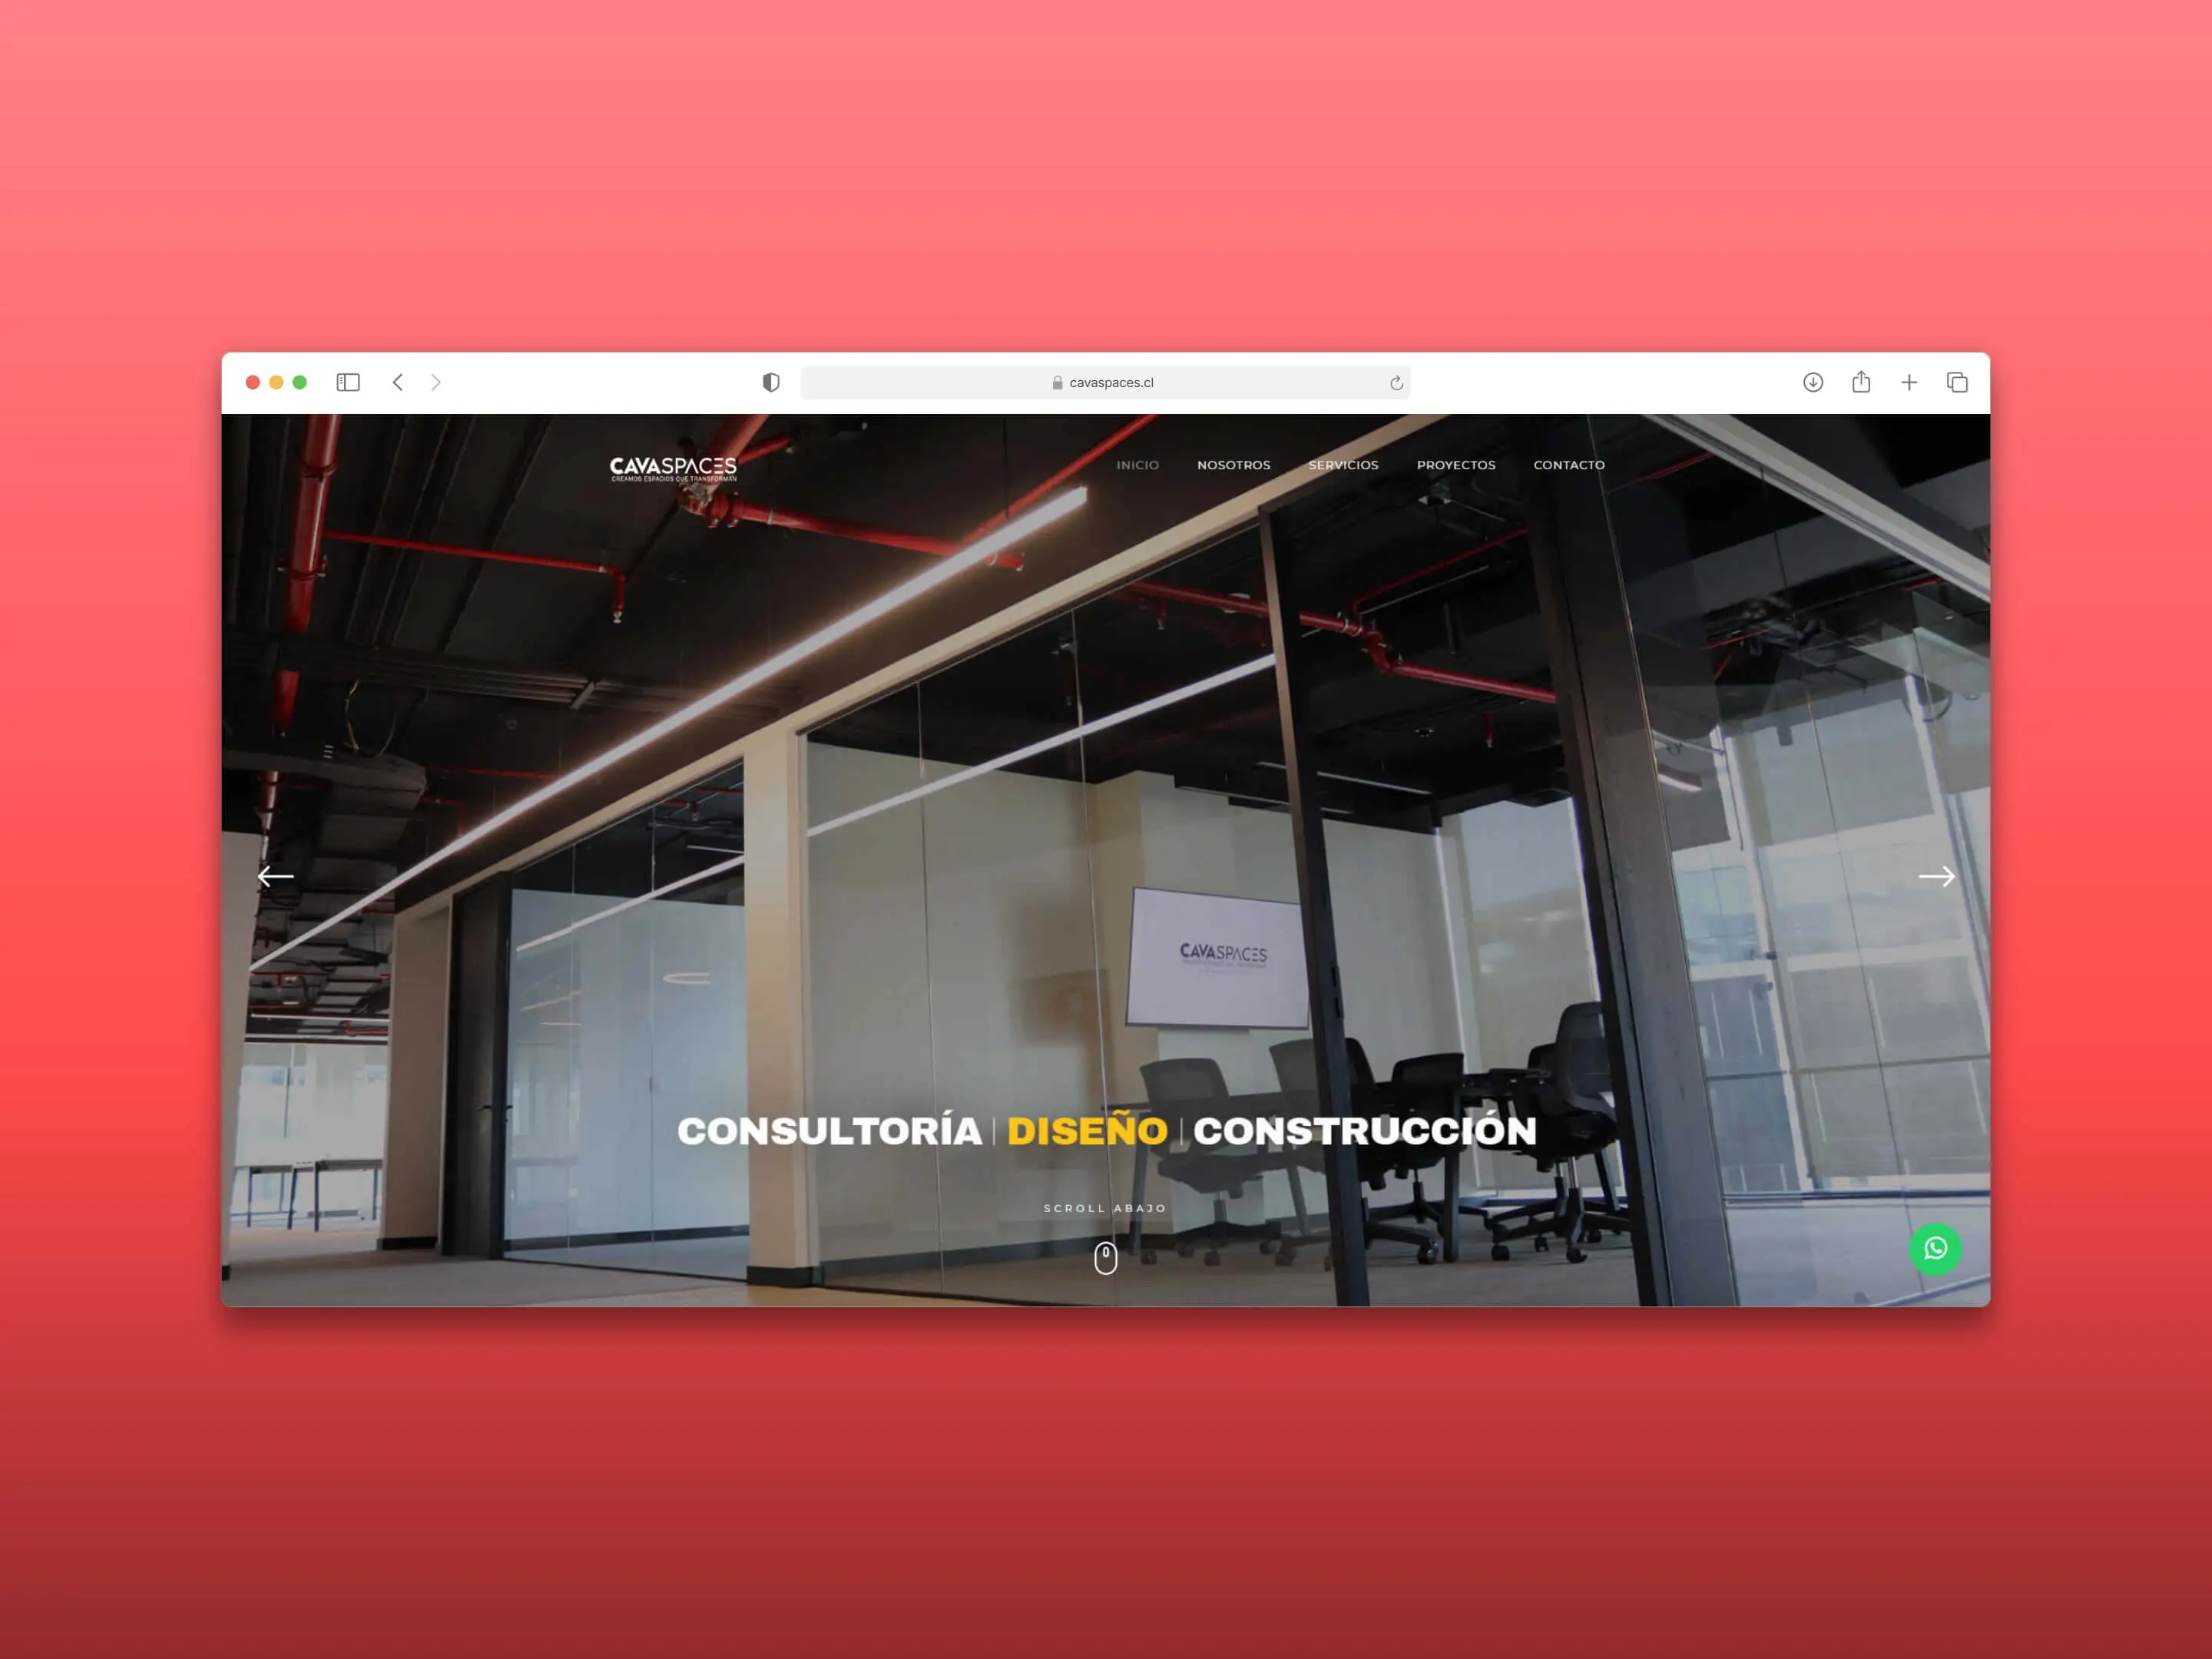 cavaspaces.cl
CAVASPACES
CREAMOS ESPACIOS QUE TRANSFORMAN
INICIO NOSOTROS SERVICIOS PROYECTOS CONTACTO
CAVASPACES
CONSULTORÍA | DISEÑO | CONSTRUCCIÓN
SCROLL ABAJO